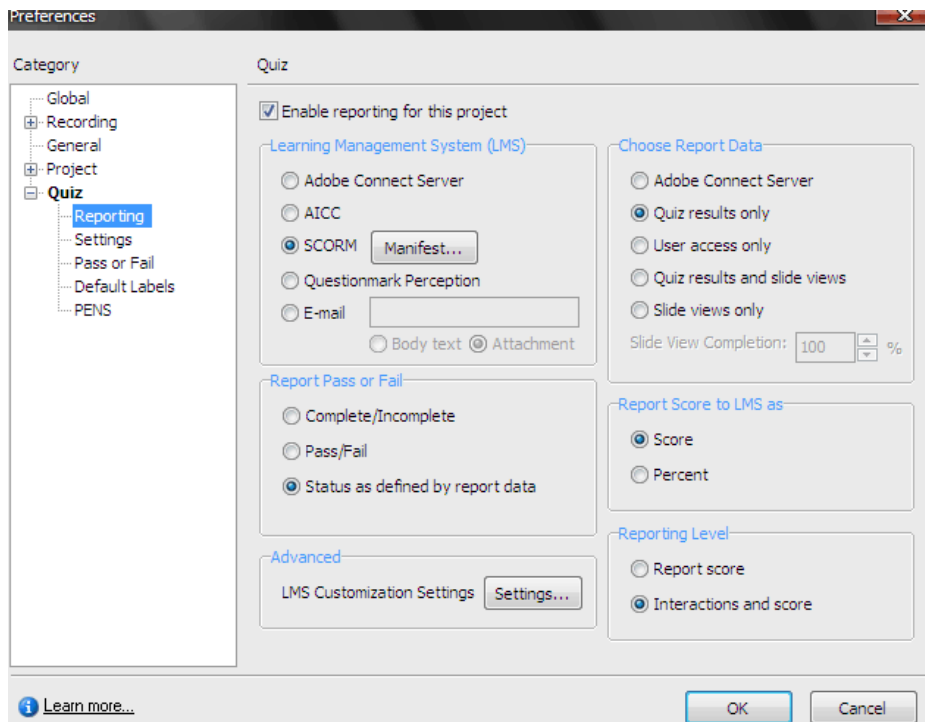 Preferences
Category
Global
Recording
General
Project
Quiz
Reporting
Settings
Pass or Fail
Default Labels
PENS
Quiz
Enable reporting for this project
Learning Management System (LMS)
Adobe Connect Server
AICC
SCORM Manifest...
Questionmark Perception
E-mail
Body text Attachment
Choose Report Data
Adobe Connect Server
Quiz results only
User access only
Quiz results and slide views
Slide views only
Slide View Completion: 100 %
Report Pass or Fail
Complete/Incomplete
Pass/Fail
Status as defined by report data
Report Score to LMS as
Score
Percent
Advanced
LMS Customization Settings Settings...
Reporting Level
Report score
Interactions and score
Learn more...
OK Cancel